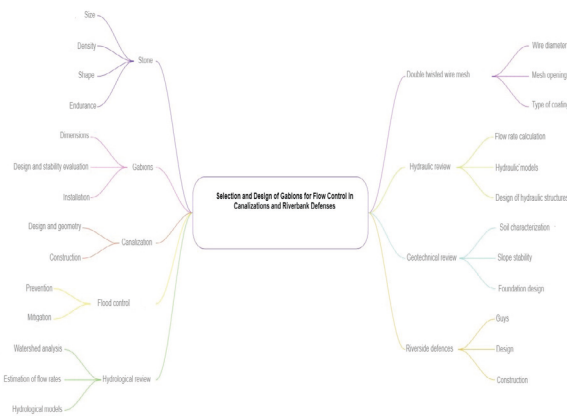 Selection and Design of Gabions for Flow Control in
Canalizations and Riverbank Defenses
Stone
Size
Density
Shape
Endurance
Gabions
Dimensions
Design and stability evaluation
Installation
Canalization
Design and geometry
Construction
Flood control
Prevention
Mitigation
Hydrological review
Watershed analysis
Estimation of flow rates
Hydrological models
Double twisted wire mesh
Wire diameter
Mesh opening
Type of coating
Hydraulic review
Flow rate calculation
Hydraulic models
Design of hydraulic structures
Geotechnical review
Soil characterization
Slope stability
Foundation design
Riverside defences
Guys
Design
Construction